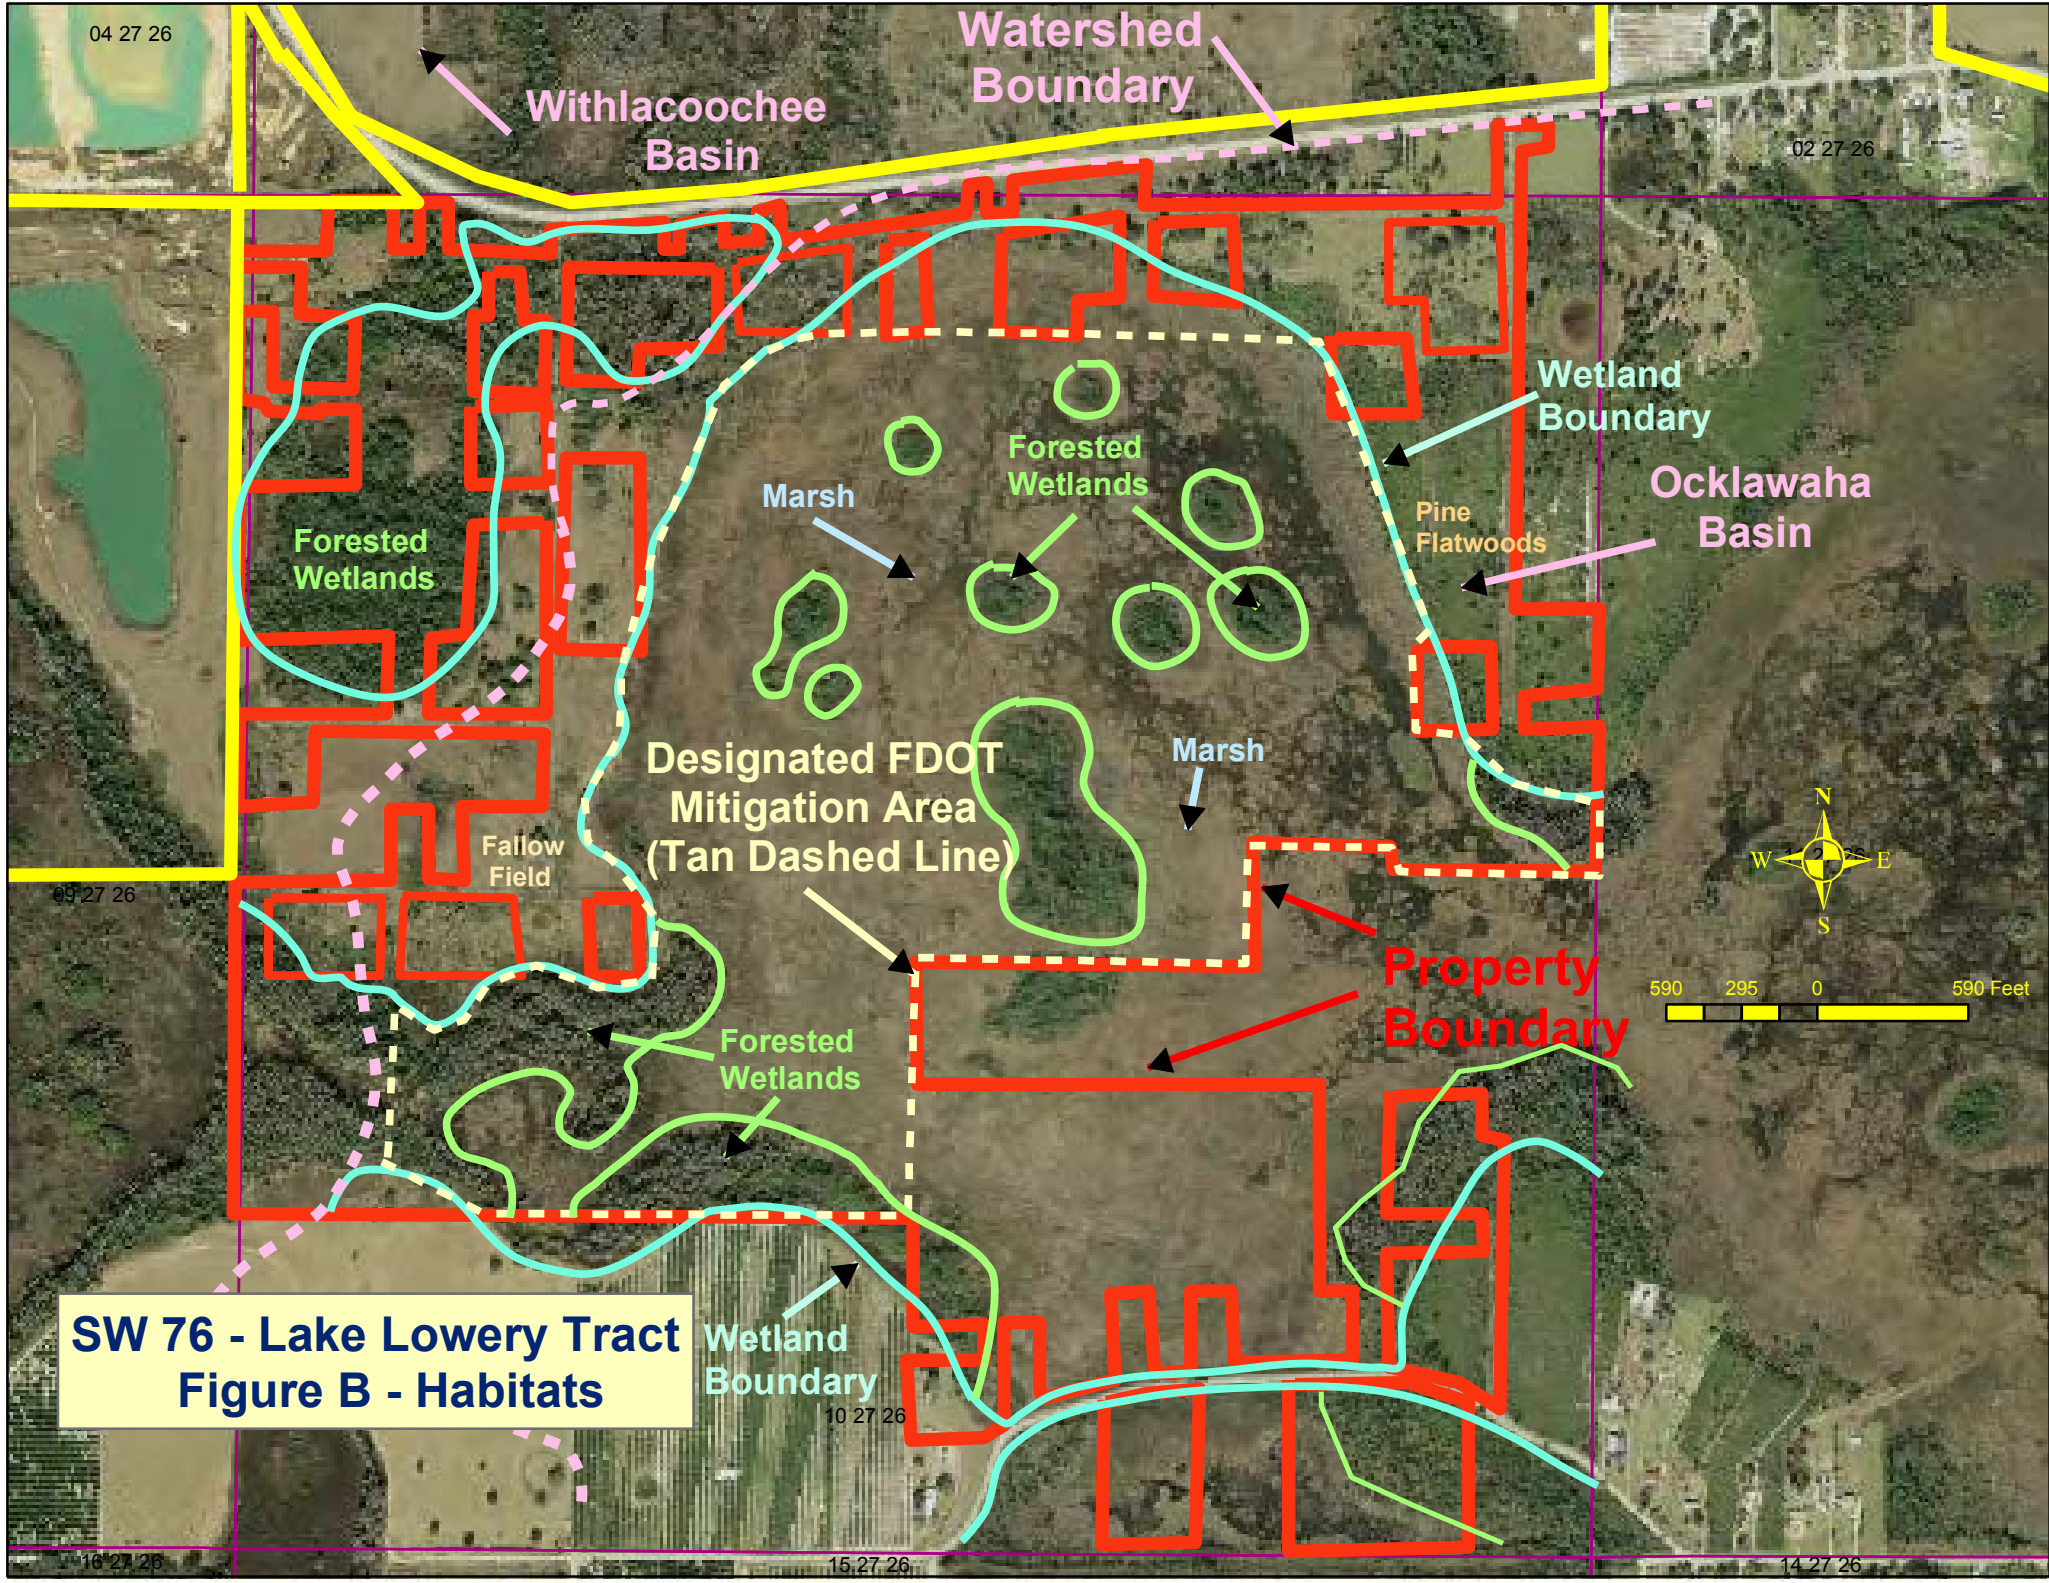 04 27 26
Watershed
Boundary
Withlacoochee
Basin
02 27 26
Wetland
Boundary
Forested
Wetlands
Marsh
Ocklawaha
Basin
Pine
Flatwoods
Forested
Wetlands
Designated FDOT
Mitigation Area
(Tan Dashed Line)
Marsh
Fallow
Field
09 27 26
N
W
E
S
Property
Boundary
590
295
0
590 Feet
Forested
Wetlands
SW 76 - Lake Lowery Tract
Figure B - Habitats
Wetland
Boundary
10 27 26
16 27 26
15 27 26
14 27 26